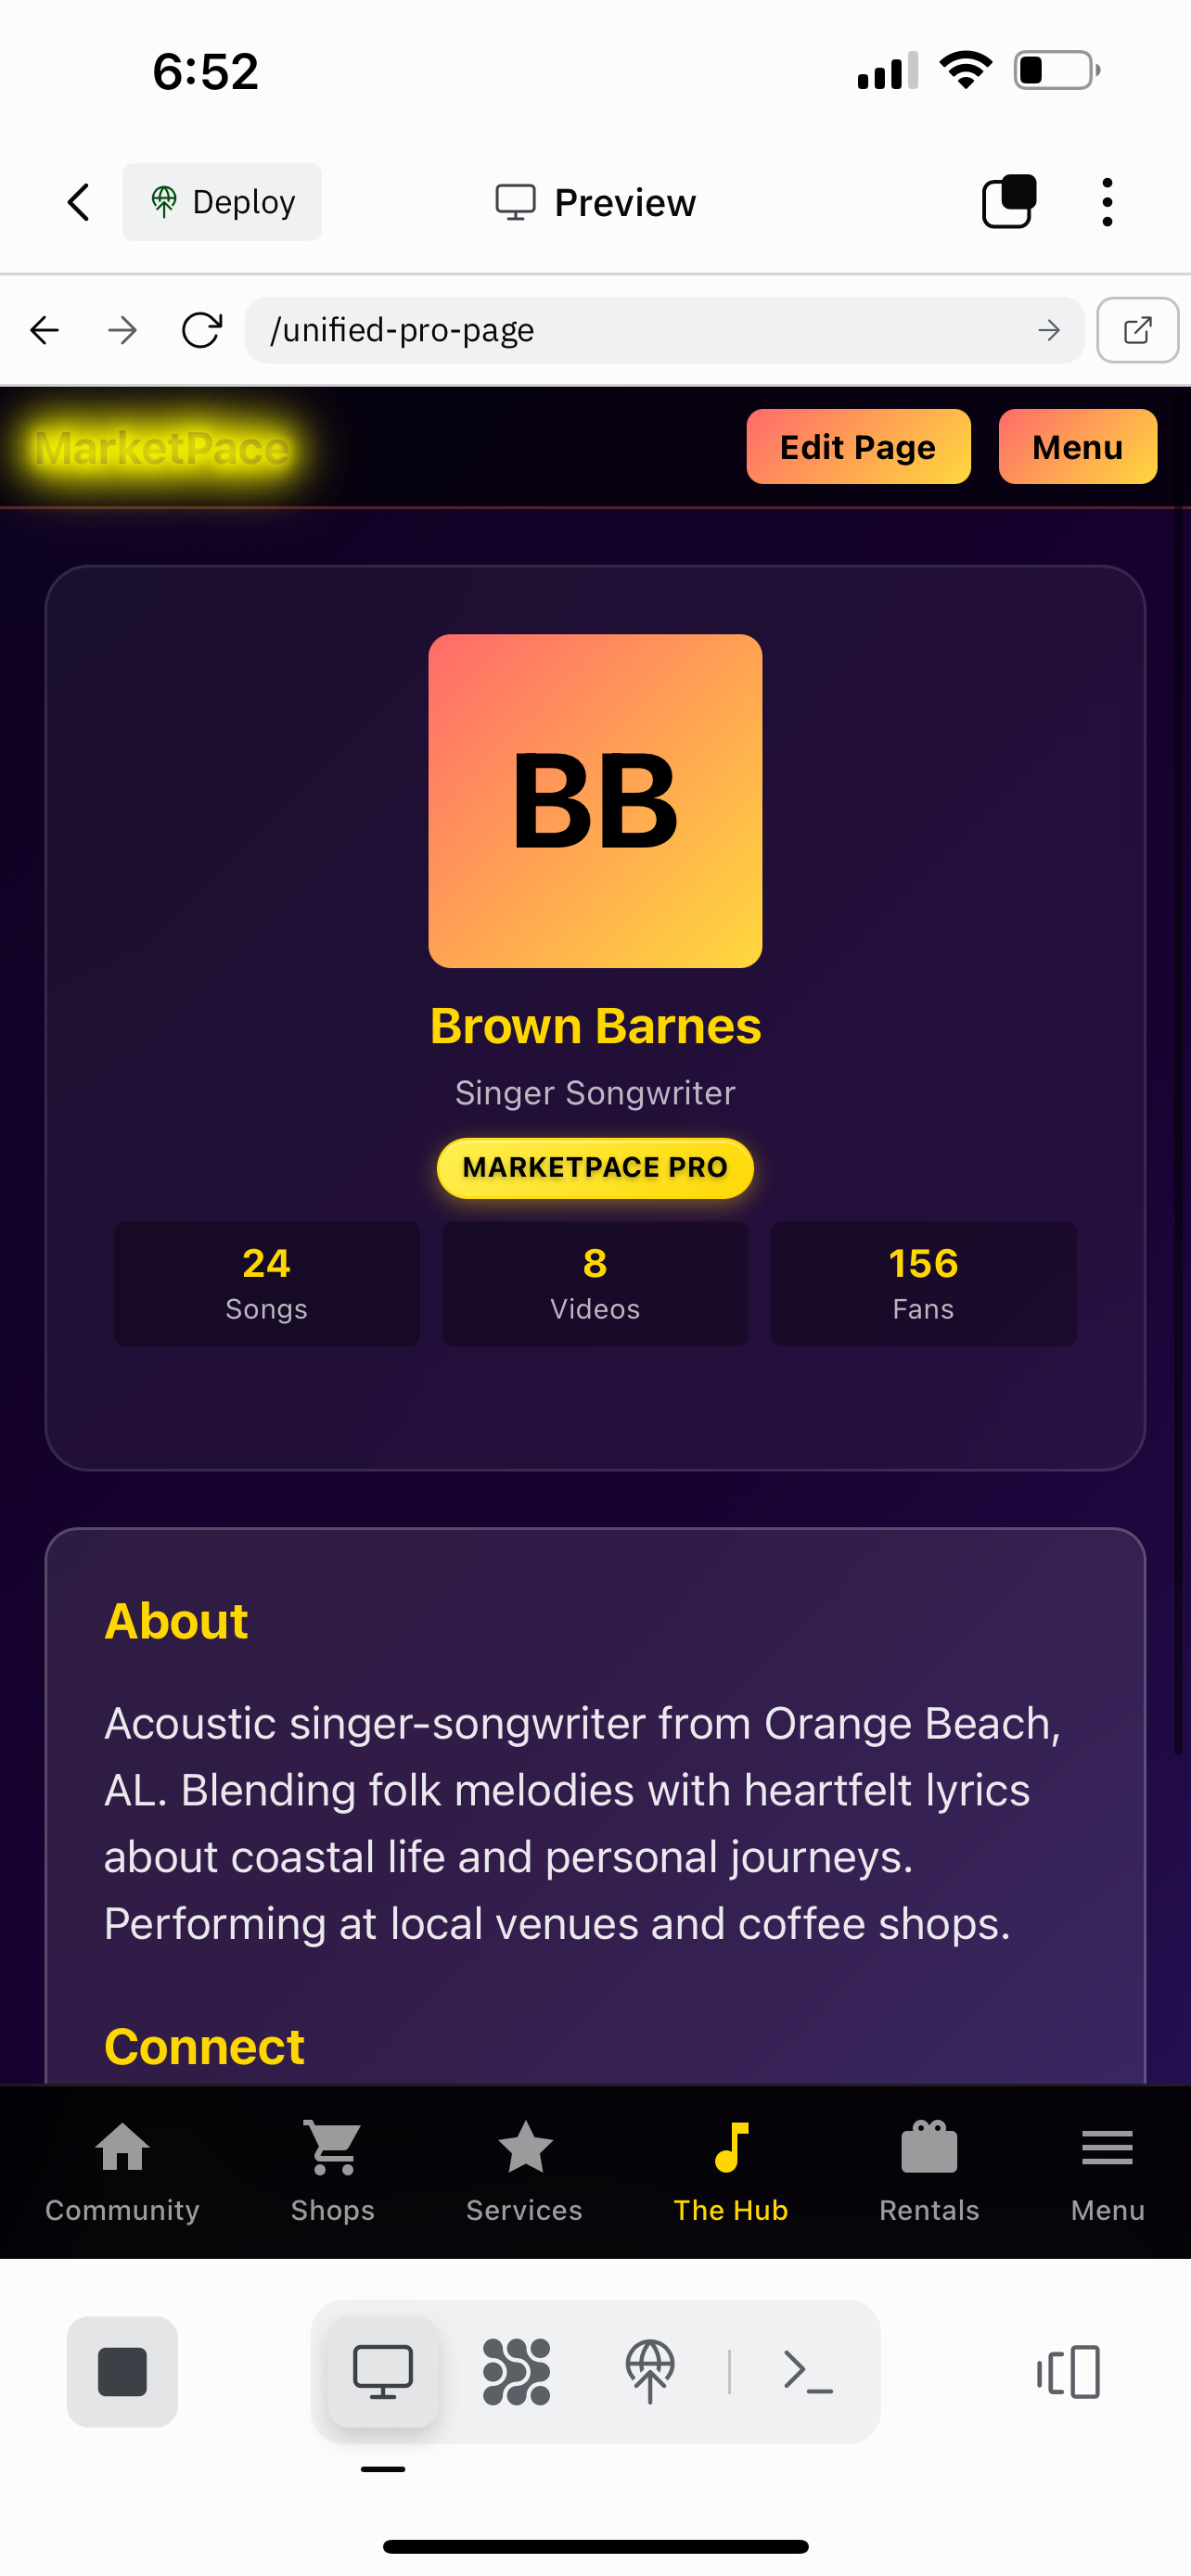 6:52
Deploy
Preview
/unified-pro-page
MarketPace
Edit Page
Menu
BB
Brown Barnes
Singer Songwriter
MARKETPACE PRO
24
Songs
8
Videos
156
Fans
About
Acoustic singer-songwriter from Orange Beach,
AL. Blending folk melodies with heartfelt lyrics
about coastal life and personal journeys.
Performing at local venues and coffee shops.
Connect
Community
Shops
Services
The Hub
Rentals
Menu